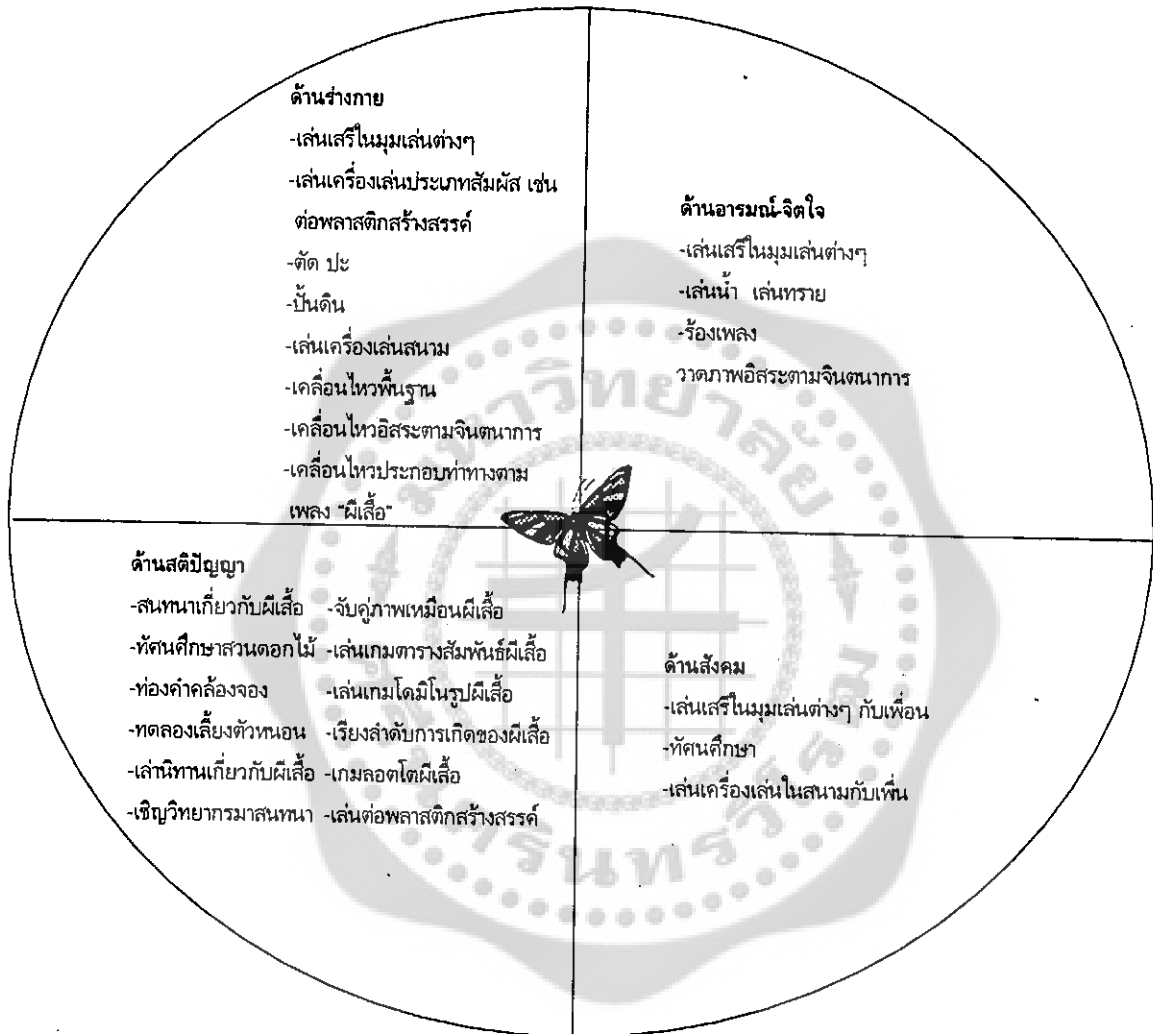 ด้านร่างกาย
-เล่นเสรีในมุมเล่นต่างๆ
-เล่นเครื่องเล่นประเภทสัมผัส เช่น
ต่อพลาสติกสร้างสรรค์
-ตัด ปะ
-ปั้นดิน
-เล่นเครื่องเล่นสนาม
-เคลื่อนไหวพื้นฐาน
-เคลื่อนไหวอิสระตามจินตนาการ
-เคลื่อนไหวประกอบท่าทางตาม
เพลง "ผีเสื้อ"
ด้านอารมณ์-จิตใจ
-เล่นเสรีในมุมเล่นต่างๆ
-เล่นน้ำ เล่นทราย
-ร้องเพลง
วาดภาพอิสระตามจินตนาการ
ด้านสติปัญญา
-สนทนาเกี่ยวกับผีเสื้อ -จับคู่ภาพเหมือนผีเสื้อ
-ทัศนศึกษาสวนดอกไม้ -เล่นเกมตารางสัมพันธ์ผีเสื้อ
-ท่องคำคล้องจอง -เล่นเกมโดมิโนรูปผีเสื้อ
-ทดลองเลี้ยงตัวหนอน -เรียงลำดับการเกิดของผีเสื้อ
-เล่านิทานเกี่ยวกับผีเสื้อ -เกมลอตโตผีเสื้อ
-เชิญวิทยากรมาสนทนา -เล่นต่อพลาสติกสร้างสรรค์
ด้านสังคม
-เล่นเสรีในมุมเล่นต่างๆ กับเพื่อน
-ทัศนศึกษา
-เล่นเครื่องเล่นในสนามกับเพื่น
มหาวิทยาลัย
ศรีนครินทรวิโรฒ